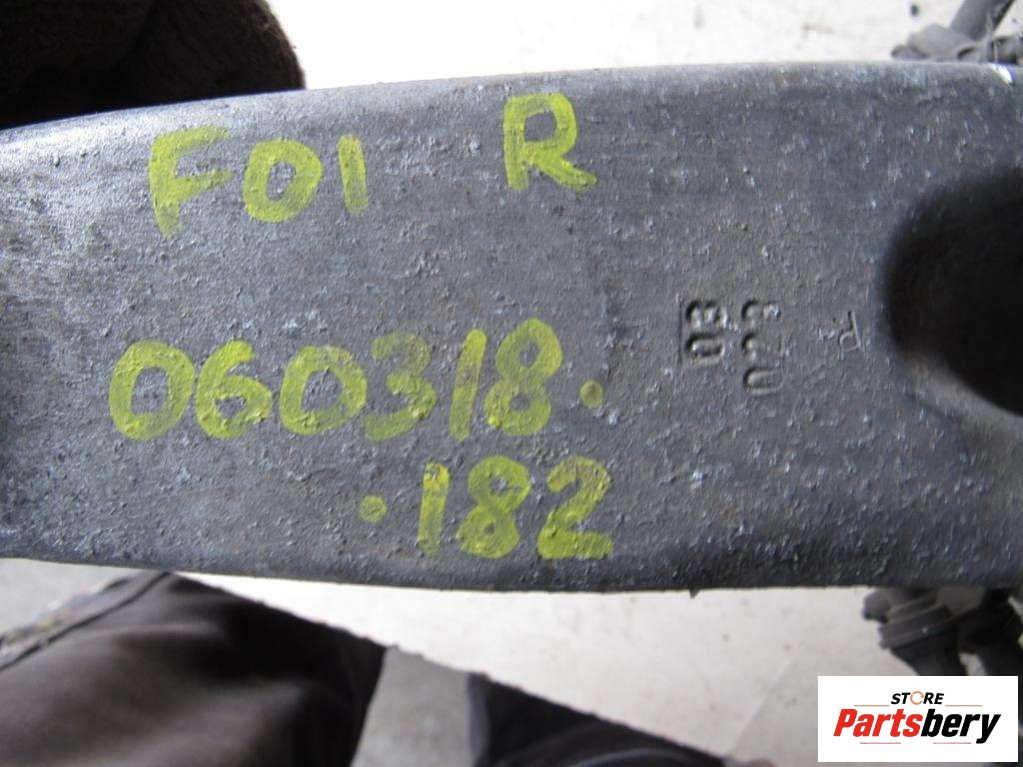 F01 R
060318.
.182
STORE
Partsbery